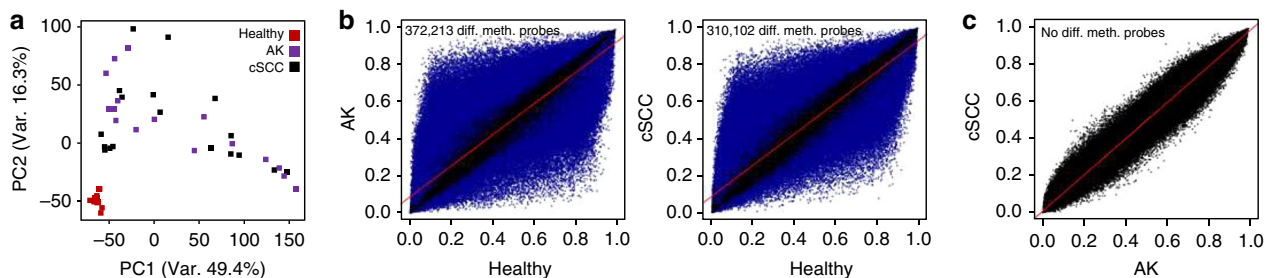 a
100
50
0
−50
PC2 (Var. 16.3%)
Healthy
AK
cSCC
−50 0 50 100 150
PC1 (Var. 49.4%)
b
372,213 diff. meth. probes
1.0
0.8
0.6
0.4
0.2
0.0
AK
0.0 0.2 0.4 0.6 0.8 1.0
Healthy
310,102 diff. meth. probes
1.0
0.8
0.6
0.4
0.2
0.0
cSCC
0.0 0.2 0.4 0.6 0.8 1.0
Healthy
c
No diff. meth. probes
1.0
0.8
0.6
0.4
0.2
0.0
cSCC
0.0 0.2 0.4 0.6 0.8 1.0
AK